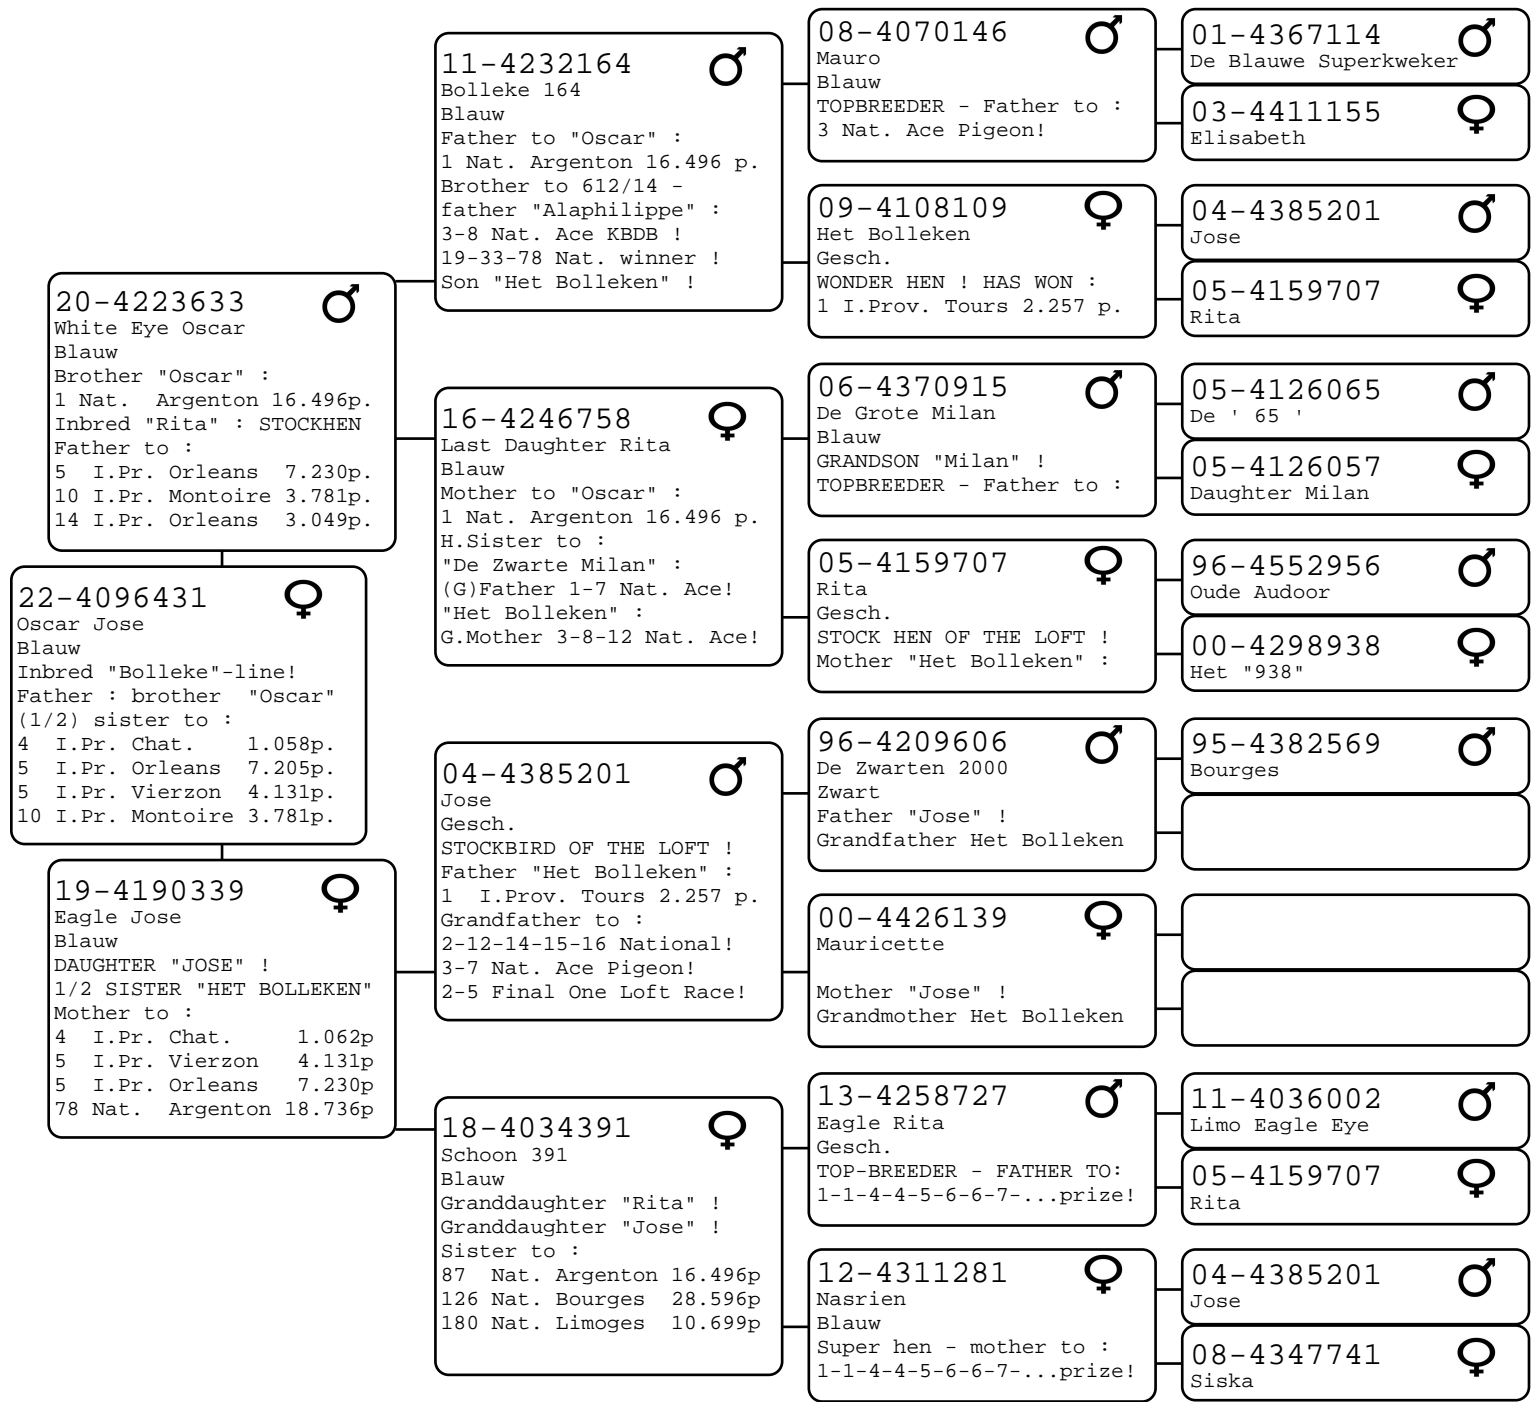 20-4223633
White Eye Oscar
Blauw
Brother "Oscar" :
1 Nat.  Argenton 16.496p.
Inbred "Rita" : STOCKHEN
Father to :
5  I.Pr. Orleans  7.230p.
10 I.Pr. Montoire 3.781p.
14 I.Pr. Orleans  3.049p.
22-4096431
Oscar Jose
Blauw
Inbred "Bolleke"-line!
Father : brother  "Oscar"
(1/2) sister to :
4  I.Pr. Chat.    1.058p.
5  I.Pr. Orleans  7.205p.
5  I.Pr. Vierzon  4.131p.
10 I.Pr. Montoire 3.781p.
19-4190339
Eagle Jose
Blauw
DAUGHTER "JOSE" !
1/2 SISTER "HET BOLLEKEN"
Mother to :
4  I.Pr. Chat.     1.062p
5  I.Pr. Vierzon   4.131p
5  I.Pr. Orleans   7.230p
78 Nat.  Argenton 18.736p
11-4232164
Bolleke 164
Blauw
Father to "Oscar" :
1 Nat. Argenton 16.496 p.
Brother to 612/14 -
father "Alaphilippe" :
3-8 Nat. Ace KBDB !
19-33-78 Nat. winner !
Son "Het Bolleken" !
16-4246758
Last Daughter Rita
Blauw
Mother to "Oscar" :
1 Nat. Argenton 16.496 p.
H.Sister to :
"De Zwarte Milan" :
(G)Father 1-7 Nat. Ace!
"Het Bolleken" :
G.Mother 3-8-12 Nat. Ace!
04-4385201
Jose
Gesch.
STOCKBIRD OF THE LOFT !
Father "Het Bolleken" :
1  I.Prov. Tours 2.257 p.
Grandfather to :
2-12-14-15-16 National!
3-7 Nat. Ace Pigeon!
2-5 Final One Loft Race!
18-4034391
Schoon 391
Blauw
Granddaughter "Rita" !
Granddaughter "Jose" !
Sister to :
87  Nat. Argenton 16.496p
126 Nat. Bourges  28.596p
180 Nat. Limoges  10.699p
08-4070146
Mauro
Blauw
TOPBREEDER - Father to :
3 Nat. Ace Pigeon!
09-4108109
Het Bolleken
Gesch.
WONDER HEN ! HAS WON :
1 I.Prov. Tours 2.257 p.
06-4370915
De Grote Milan
Blauw
GRANDSON "Milan" !
TOPBREEDER - Father to :
05-4159707
Rita
Gesch.
STOCK HEN OF THE LOFT !
Mother "Het Bolleken" :
96-4209606
De Zwarten 2000
Zwart
Father "Jose" !
Grandfather Het Bolleken
00-4426139
Mauricette
Mother "Jose" !
Grandmother Het Bolleken
13-4258727
Eagle Rita
Gesch.
TOP-BREEDER - FATHER TO:
1-1-4-4-5-6-6-7-...prize!
12-4311281
Nasrien
Blauw
Super hen - mother to :
1-1-4-4-5-6-6-7-...prize!
01-4367114
De Blauwe Superkweker
03-4411155
Elisabeth
04-4385201
Jose
05-4159707
Rita
05-4126065
De ' 65 '
05-4126057
Daughter Milan
96-4552956
Oude Audoor
00-4298938
Het "938"
95-4382569
Bourges
11-4036002
Limo Eagle Eye
05-4159707
Rita
04-4385201
Jose
08-4347741
Siska